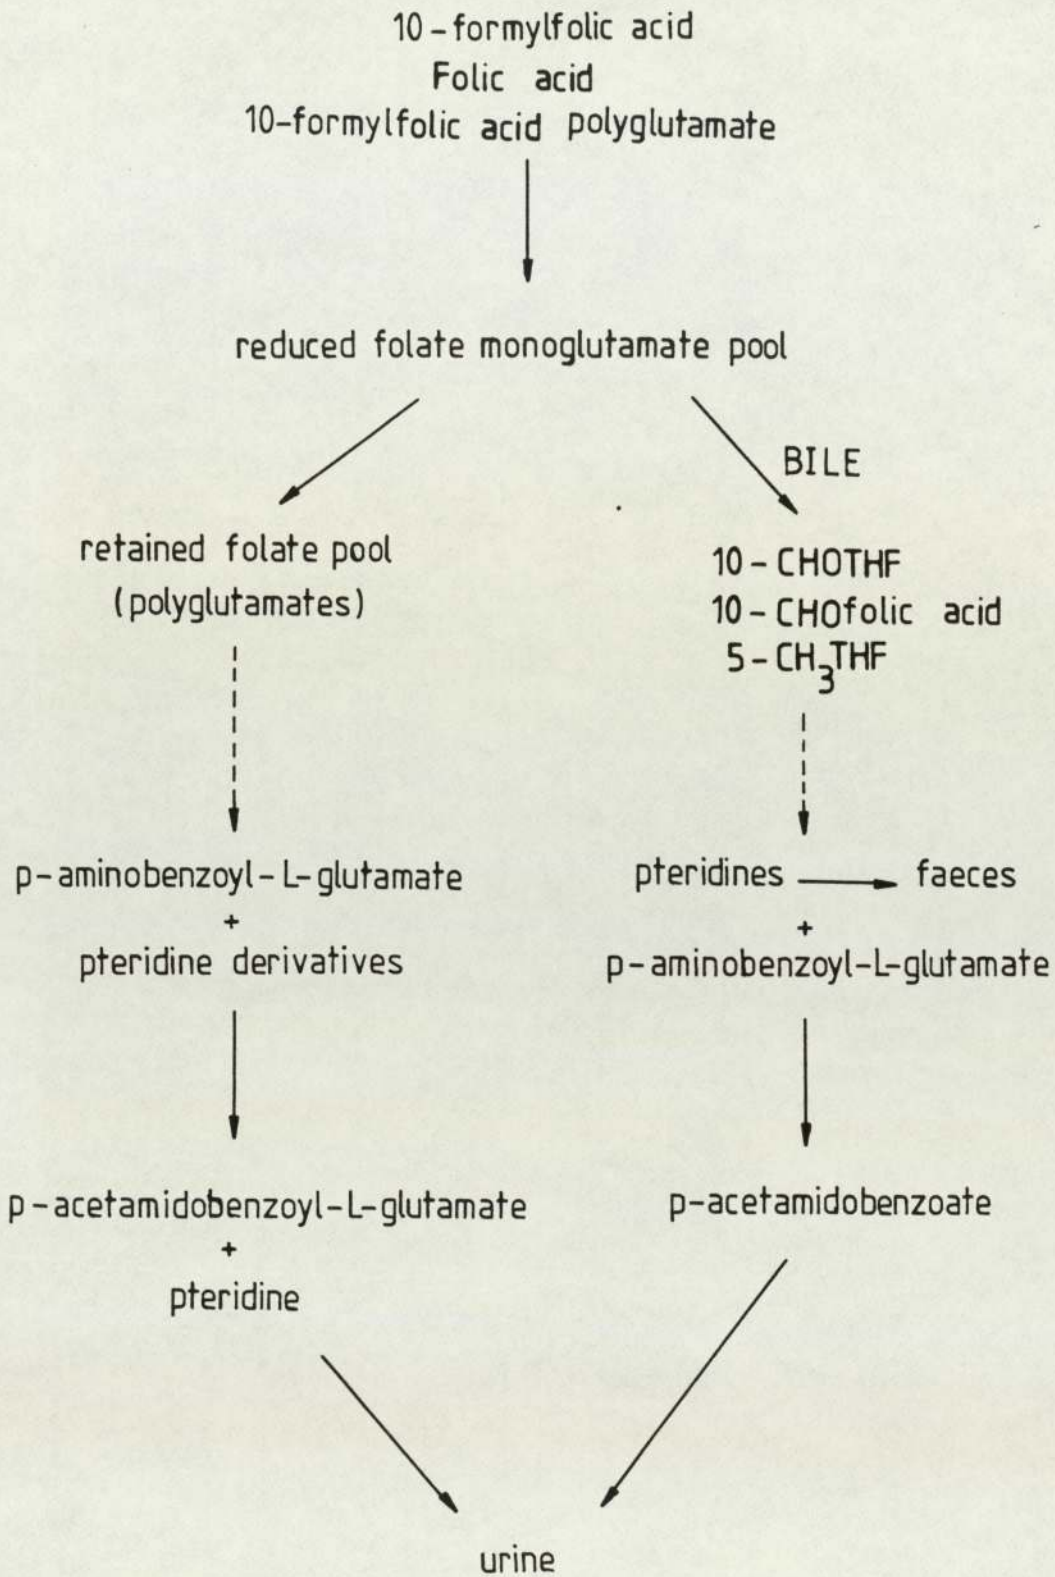 10-formylfolic acid
Folic acid
10-formylfolic acid polyglutamate
reduced folate monoglutamate pool
BILE
retained folate pool
(polyglutamates)
10-CHOTHF
10-CHOfolic acid
5-CH₃THF
p-aminobenzoyl-L-glutamate
+
pteridine derivatives
pteridines
faeces
+
p-aminobenzoyl-L-glutamate
p-acetamidobenzoyl-L-glutamate
+
pteridine
p-acetamidobenzoate
urine